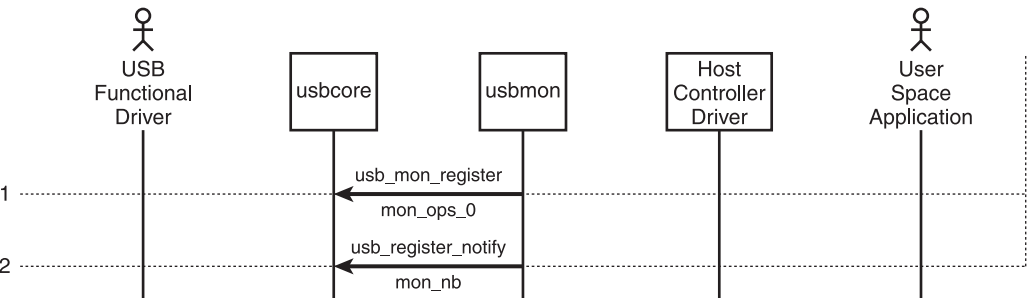 USB
Functional
Driver
usbcore
usbmon
Host
Controller
Driver
User
Space
Application
usb_mon_register
1
mon_ops_0
usb_register_notify
2
mon_nb